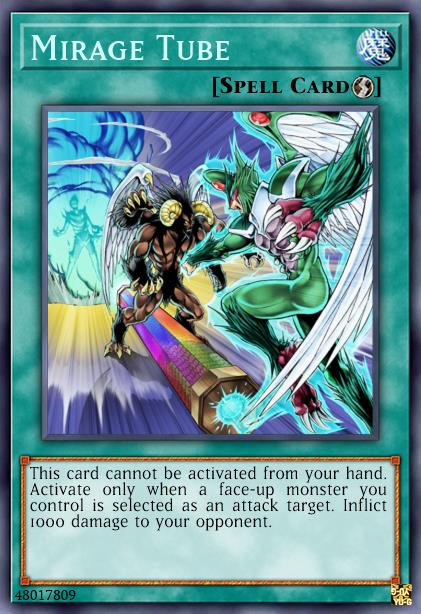 Mirage Tube
魔
[Spell Card]
This card cannot be activated from your hand.
Activate only when a face-up monster you
control is selected as an attack target. Inflict
1000 damage to your opponent.
48017809